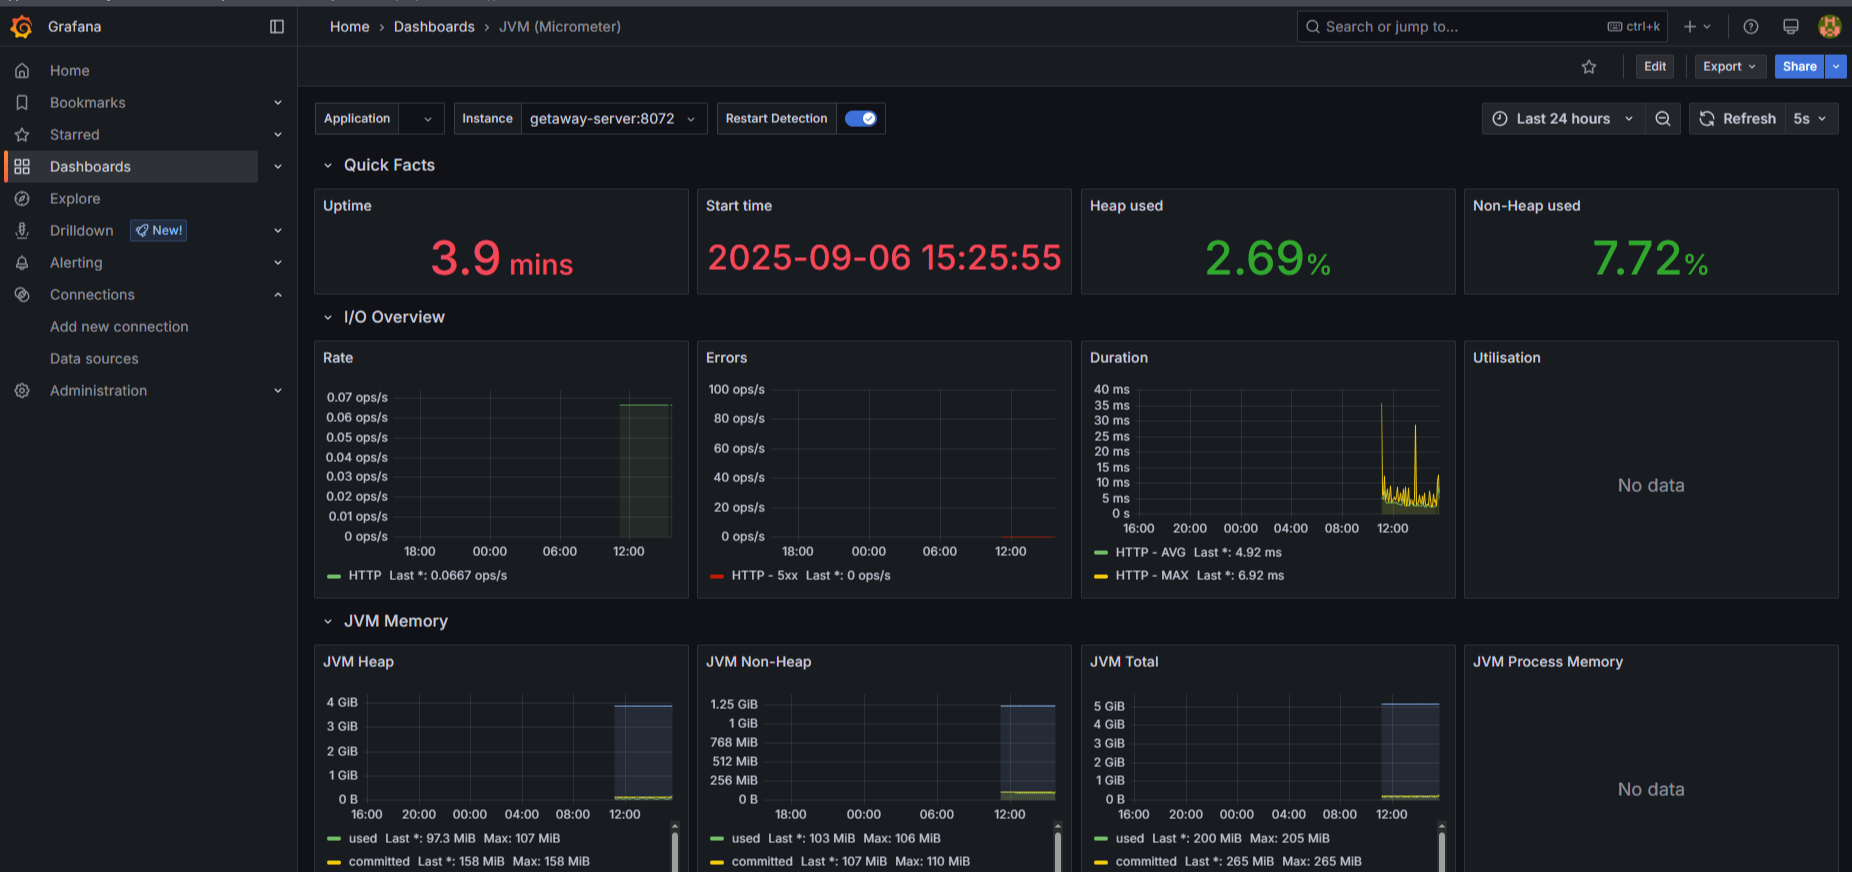 Grafana
Home › Dashboards › JVM (Micrometer)
Search or jump to...
ctrl+k
Home
Bookmarks
Starred
Dashboards
Explore
Drilldown
New!
Alerting
Connections
Add new connection
Data sources
Administration
Edit
Export
Share
Application
Instance
getaway-server:8072
Restart Detection
Last 24 hours
Refresh
5s
Quick Facts
Uptime
3.9 mins
Start time
2025-09-06 15:25:55
Heap used
2.69%
Non-Heap used
7.72%
I/O Overview
Rate
0.07 ops/s
0.06 ops/s
0.05 ops/s
0.04 ops/s
0.03 ops/s
0.02 ops/s
0.01 ops/s
0 ops/s
18:00 00:00 06:00 12:00
HTTP Last *: 0.0667 ops/s
Errors
100 ops/s
80 ops/s
60 ops/s
40 ops/s
20 ops/s
0 ops/s
18:00 00:00 06:00 12:00
HTTP - 5xx Last *: 0 ops/s
Duration
40 ms
35 ms
30 ms
25 ms
20 ms
15 ms
10 ms
5 ms
0 s
16:00 20:00 00:00 04:00 08:00 12:00
HTTP - AVG Last *: 4.92 ms
HTTP - MAX Last *: 6.92 ms
Utilisation
No data
JVM Memory
JVM Heap
4 GiB
3 GiB
2 GiB
1 GiB
0 B
16:00 20:00 00:00 04:00 08:00 12:00
used Last *: 97.3 MiB Max: 107 MiB
committed Last *: 158 MiB Max: 158 MiB
JVM Non-Heap
1.25 GiB
1 GiB
768 MiB
512 MiB
256 MiB
0 B
18:00 00:00 06:00 12:00
used Last *: 103 MiB Max: 106 MiB
committed Last *: 107 MiB Max: 110 MiB
JVM Total
5 GiB
4 GiB
3 GiB
2 GiB
1 GiB
0 B
16:00 20:00 00:00 04:00 08:00 12:00
used Last *: 200 MiB Max: 205 MiB
committed Last *: 265 MiB Max: 265 MiB
JVM Process Memory
No data